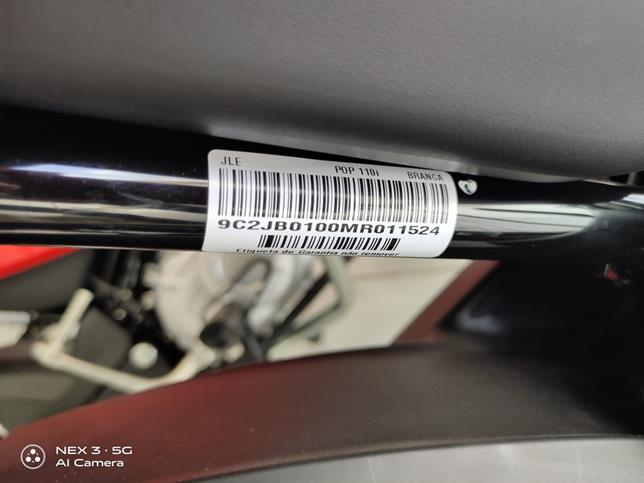 JLE POP 110i BRANCA
9C2JB0100MR011524
Etiqueta de Garantia não remover
NEX 3 · 5G
AI Camera